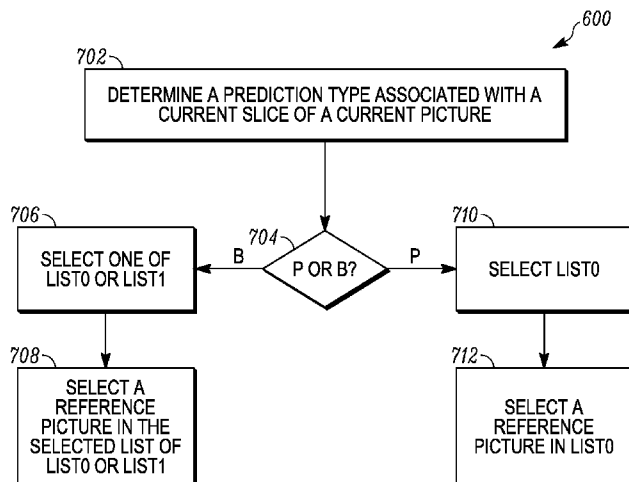 600
702
DETERMINE A PREDICTION TYPE ASSOCIATED WITH A
CURRENT SLICE OF A CURRENT PICTURE
706
SELECT ONE OF
LIST0 OR LIST1
704
P OR B?
B
P
710
SELECT LIST0
708
SELECT A
REFERENCE
PICTURE IN THE
SELECTED LIST OF
LIST0 OR LIST1
712
SELECT A
REFERENCE
PICTURE IN LIST0